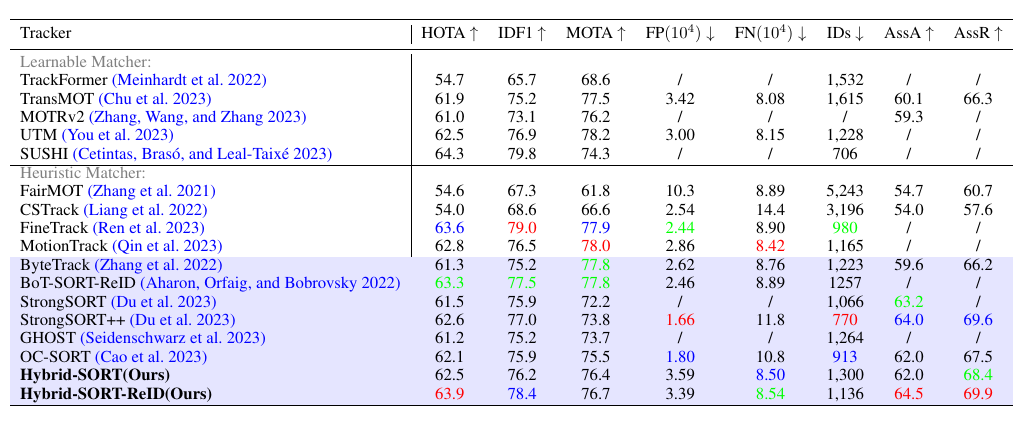 Tracker HOTA ↑ IDF1 ↑ MOTA ↑ FP(10⁴) ↓ FN(10⁴) ↓ IDs ↓ AssA ↑ AssR ↑
Learnable Matcher:
TrackFormer (Meinhardt et al. 2022) 54.7 65.7 68.6 / / 1,532 / /
TransMOT (Chu et al. 2023) 61.9 75.2 77.5 3.42 8.08 1,615 60.1 66.3
MOTRv2 (Zhang, Wang, and Zhang 2023) 61.0 73.1 76.2 / / / 59.3 /
UTM (You et al. 2023) 62.5 76.9 78.2 3.00 8.15 1,228 / /
SUSHI (Cetintas, Brasó, and Leal-Taixé 2023) 64.3 79.8 74.3 / / 706 / /
Heuristic Matcher:
FairMOT (Zhang et al. 2021) 54.6 67.3 61.8 10.3 8.89 5,243 54.7 60.7
CSTrack (Liang et al. 2022) 54.0 68.6 66.6 2.54 14.4 3,196 54.0 57.6
FineTrack (Ren et al. 2023) 63.6 79.0 77.9 2.44 8.90 980 / /
MotionTrack (Qin et al. 2023) 62.8 76.5 78.0 2.86 8.42 1,165 / /
ByteTrack (Zhang et al. 2022) 61.3 75.2 77.8 2.62 8.76 1,223 59.6 66.2
BoT-SORT-ReID (Aharon, Orfaig, and Bobrovsky 2022) 63.3 77.5 77.8 2.46 8.89 1257 / /
StrongSORT (Du et al. 2023) 61.5 75.9 72.2 / / 1,066 63.2 /
StrongSORT++ (Du et al. 2023) 62.6 77.0 73.8 1.66 11.8 770 64.0 69.6
GHOST (Seidenschwarz et al. 2023) 61.2 75.2 73.7 / / 1,264 / /
OC-SORT (Cao et al. 2023) 62.1 75.9 75.5 1.80 10.8 913 62.0 67.5
Hybrid-SORT(Ours) 62.5 76.2 76.4 3.59 8.50 1,300 62.0 68.4
Hybrid-SORT-ReID(Ours) 63.9 78.4 76.7 3.39 8.54 1,136 64.5 69.9